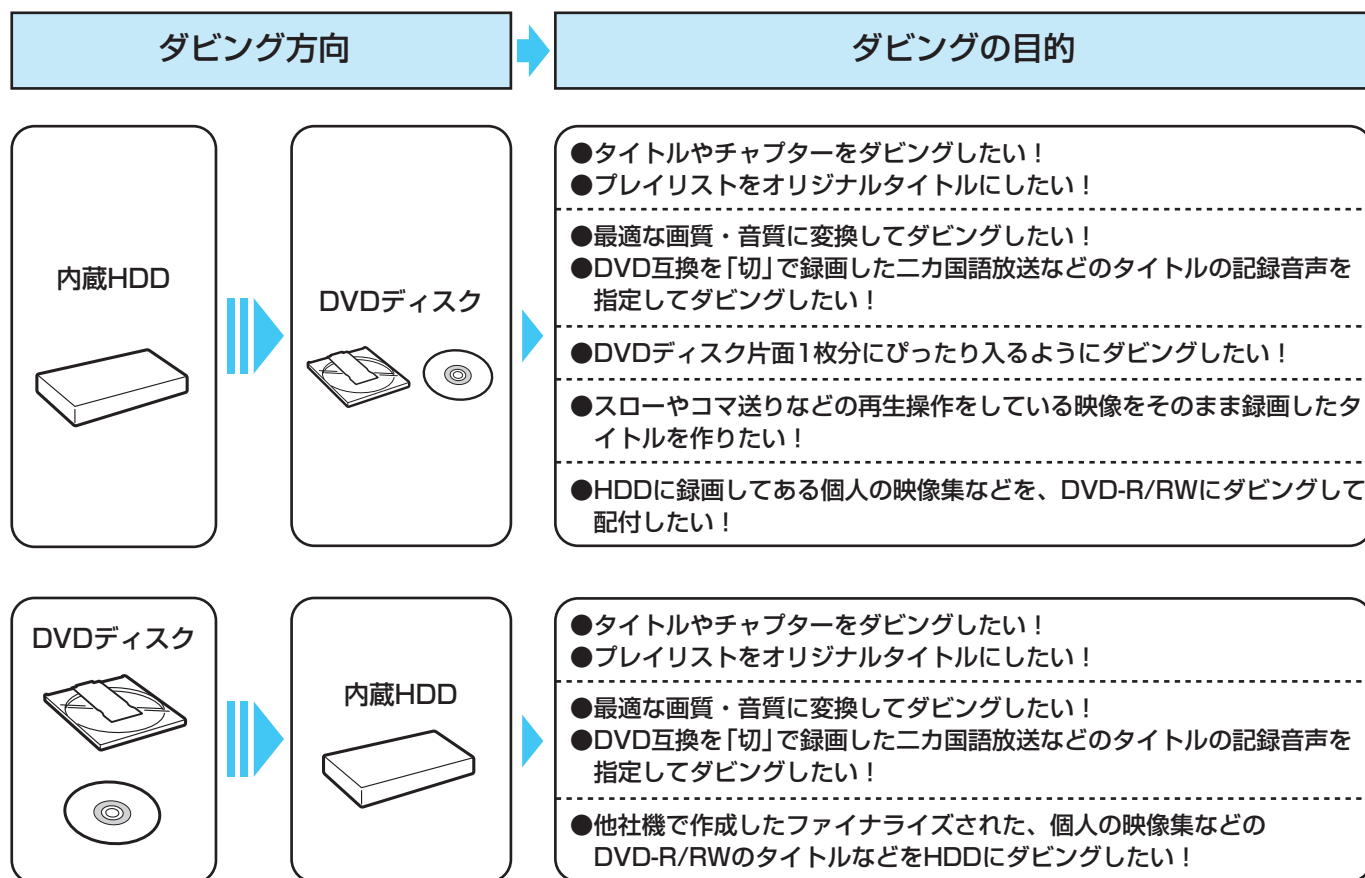 ダビング方向
ダビングの目的
内蔵HDD
DVDディスク
●タイトルやチャプターをダビングしたい！
●プレイリストをオリジナルタイトルにしたい！
●最適な画質・音質に変換してダビングしたい！
●DVD互換を「切」で録画した二カ国語放送などのタイトルの記録音声を
指定してダビングしたい！
●DVDディスク片面1枚分にぴったり入るようにダビングしたい！
●スローやコマ送りなどの再生操作をしている映像をそのまま録画したタ
イトルを作りたい！
●HDDに録画してある個人の映像集などを、DVD-R/RWにダビングして
配付したい！
DVDディスク
内蔵HDD
●タイトルやチャプターをダビングしたい！
●プレイリストをオリジナルタイトルにしたい！
●最適な画質・音質に変換してダビングしたい！
●DVD互換を「切」で録画した二カ国語放送などのタイトルの記録音声を
指定してダビングしたい！
●他社機で作成したファイナライズされた、個人の映像集などの
DVD-R/RWのタイトルなどをHDDにダビングしたい！